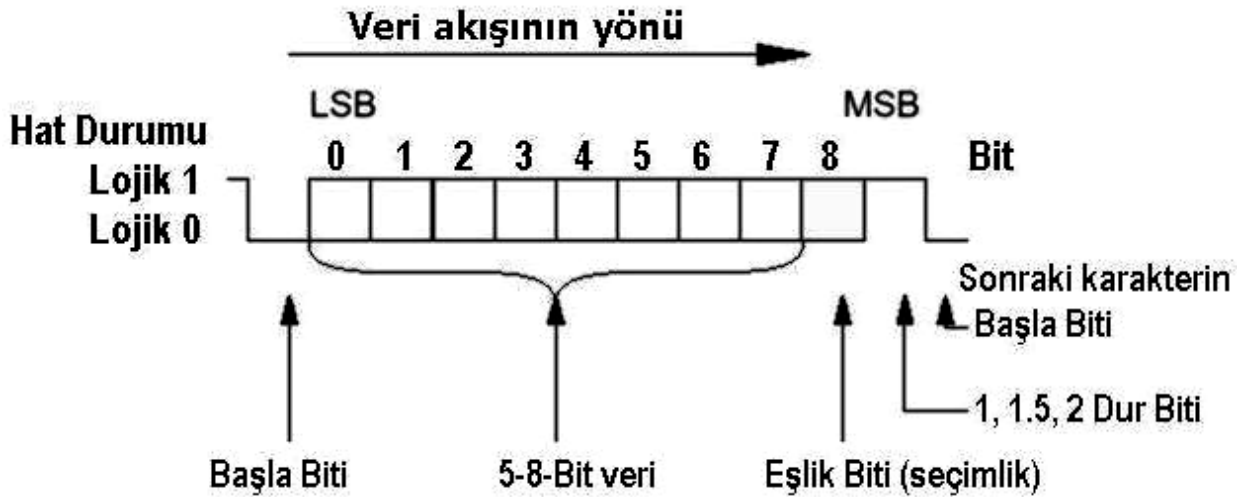 Veri akışının yönü
LSB MSB
Hat Durumu
0 1 2 3 4 5 6 7 8 Bit
Lojik 1
Lojik 0
Sonraki karakterin
Başla Biti
1, 1.5, 2 Dur Biti
Başla Biti 5-8-Bit veri Eşlik Biti (seçimlik)